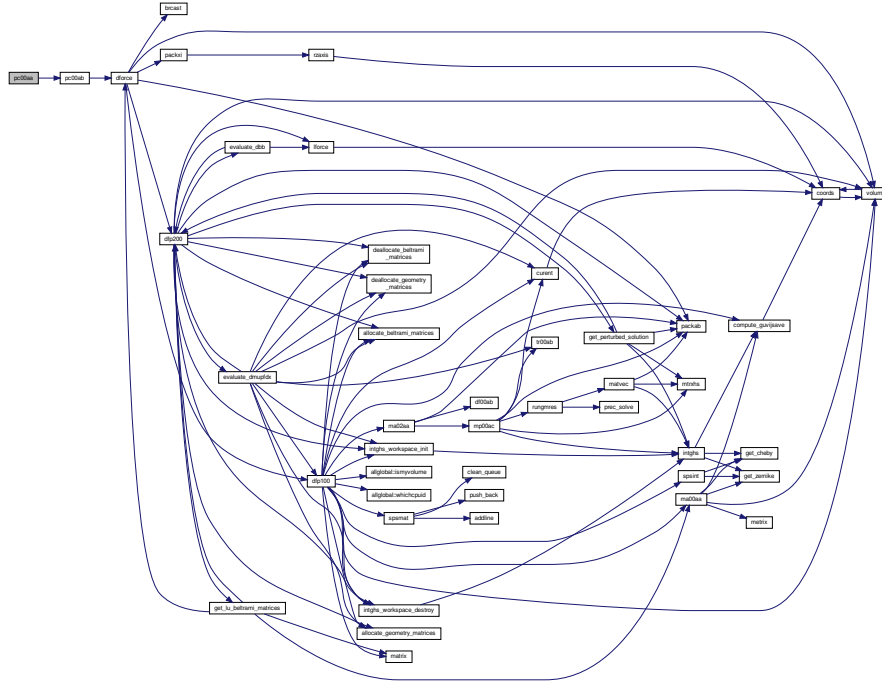 brcast
packxi
rzaxis
pc00aa
pc00ab
dforce
evaluate_dbb
lforce
coords
volume
dfp200
deallocate_beltrami
_matrices
curent
deallocate_geometry
_matrices
packab
compute_guvijsave
allocate_beltrami_matrices
get_perturbed_solution
tr00ab
evaluate_dmupfdx
matvec
mtrxhs
df00ab
rungmres
prec_solve
ma02aa
mp00ac
intghs_workspace_init
intghs
get_cheby
dfp100
allglobal::ismyvolume
clean_queue
spsint
get_zernike
allglobal::whichcpuid
push_back
ma00aa
spsmat
addline
metrix
get_lu_beltrami_matrices
intghs_workspace_destroy
allocate_geometry_matrices
matrix